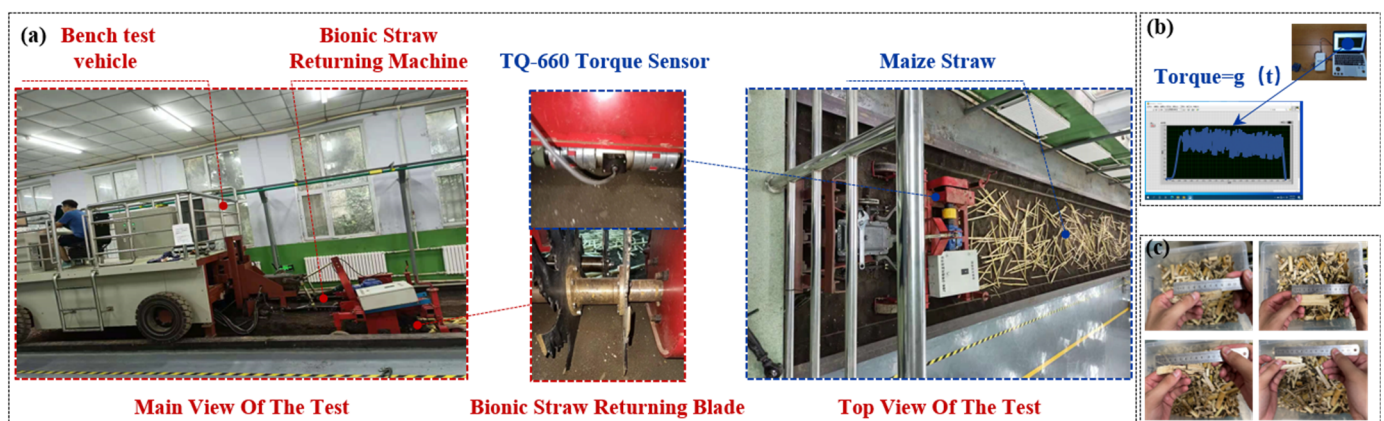 (a)
Bench test
vehicle
Bionic Straw
Returning Machine
TQ-660 Torque Sensor
Maize Straw
Main View Of The Test
Bionic Straw Returning Blade
Top View Of The Test
(b)
Torque=g（t）
(c)